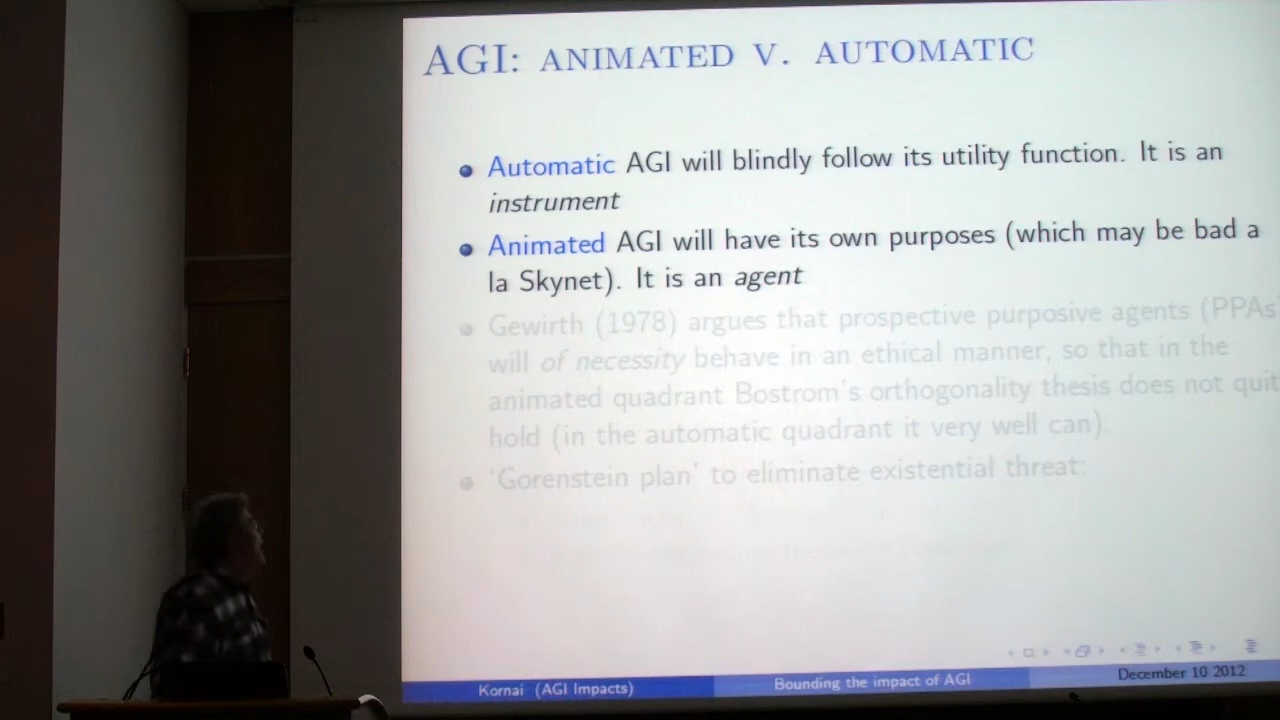 AGI: ANIMATED V. AUTOMATIC
Automatic AGI will blindly follow its utility function. It is an
instrument
Animated AGI will have its own purposes (which may be bad a
la Skynet). It is an agent
Gewirth (1978) argues that prospective purposive agents (PPAs
will of necessity behave in an ethical manner, so that in the
animated quadrant Bostrom's orthogonality thesis does not quit
hold (in the automatic quadrant it very well can).
'Gorenstein plan' to eliminate existential threat:
Kornai (AGI Impacts) Bounding the impact of AGI December 10 2012